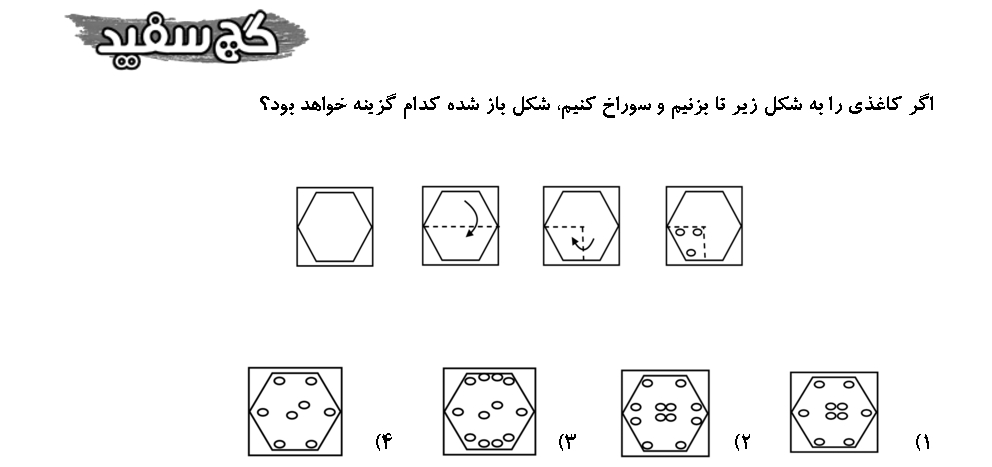 گچ سفید
اگر کاغذی را به شکل زیر تا بزنیم و سوراخ کنیم، شکل باز شده کدام گزینه خواهد بود؟
۱) ۲) ۳) ۴)